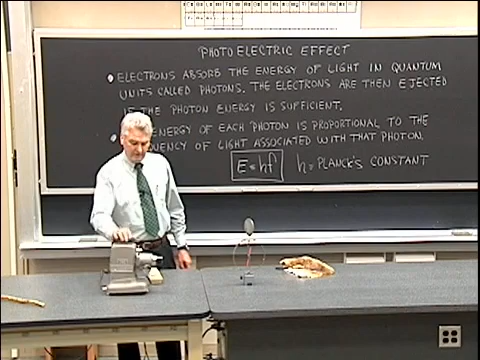 PHOTOELECTRIC EFFECT
ELECTRONS ABSORB THE ENERGY OF LIGHT IN QUANTUM
UNITS CALLED PHOTONS. THE ELECTRONS ARE THEN EJECTED
IF THE PHOTON ENERGY IS SUFFICIENT.
ENERGY OF EACH PHOTON IS PROPORTIONAL TO THE
OF LIGHT ASSOCIATED WITH THAT PHOTON.
E=hf h=PLANCK'S CONSTANT